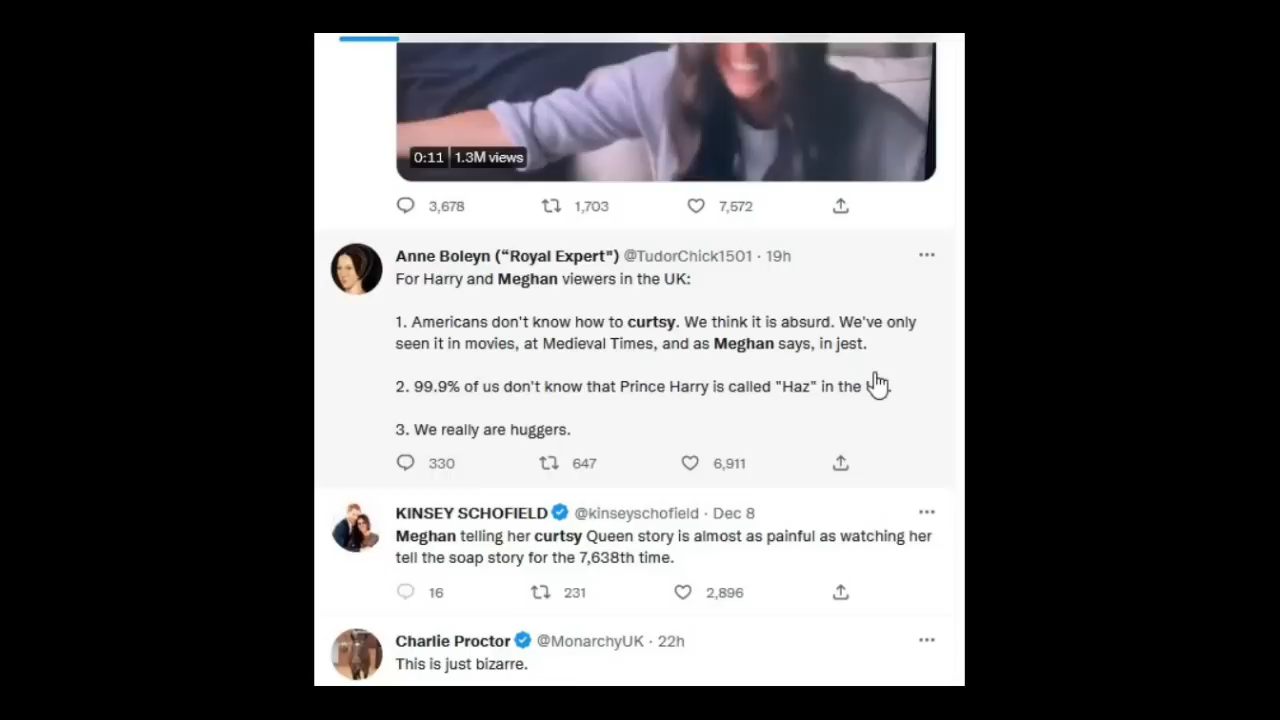 0:11 1.3M views
3,678 1,703 7,572
Anne Boleyn (“Royal Expert") @TudorChick1501 · 19h
For Harry and Meghan viewers in the UK:
1. Americans don't know how to curtsy. We think it is absurd. We've only
seen it in movies, at Medieval Times, and as Meghan says, in jest.
2. 99.9% of us don't know that Prince Harry is called "Haz" in the
3. We really are huggers.
330 647 6,911
KINSEY SCHOFIELD @kinseyschofield · Dec 8
Meghan telling her curtsy Queen story is almost as painful as watching her
tell the soap story for the 7,638th time.
16 231 2,896
Charlie Proctor @MonarchyUK · 22h
This is just bizarre.